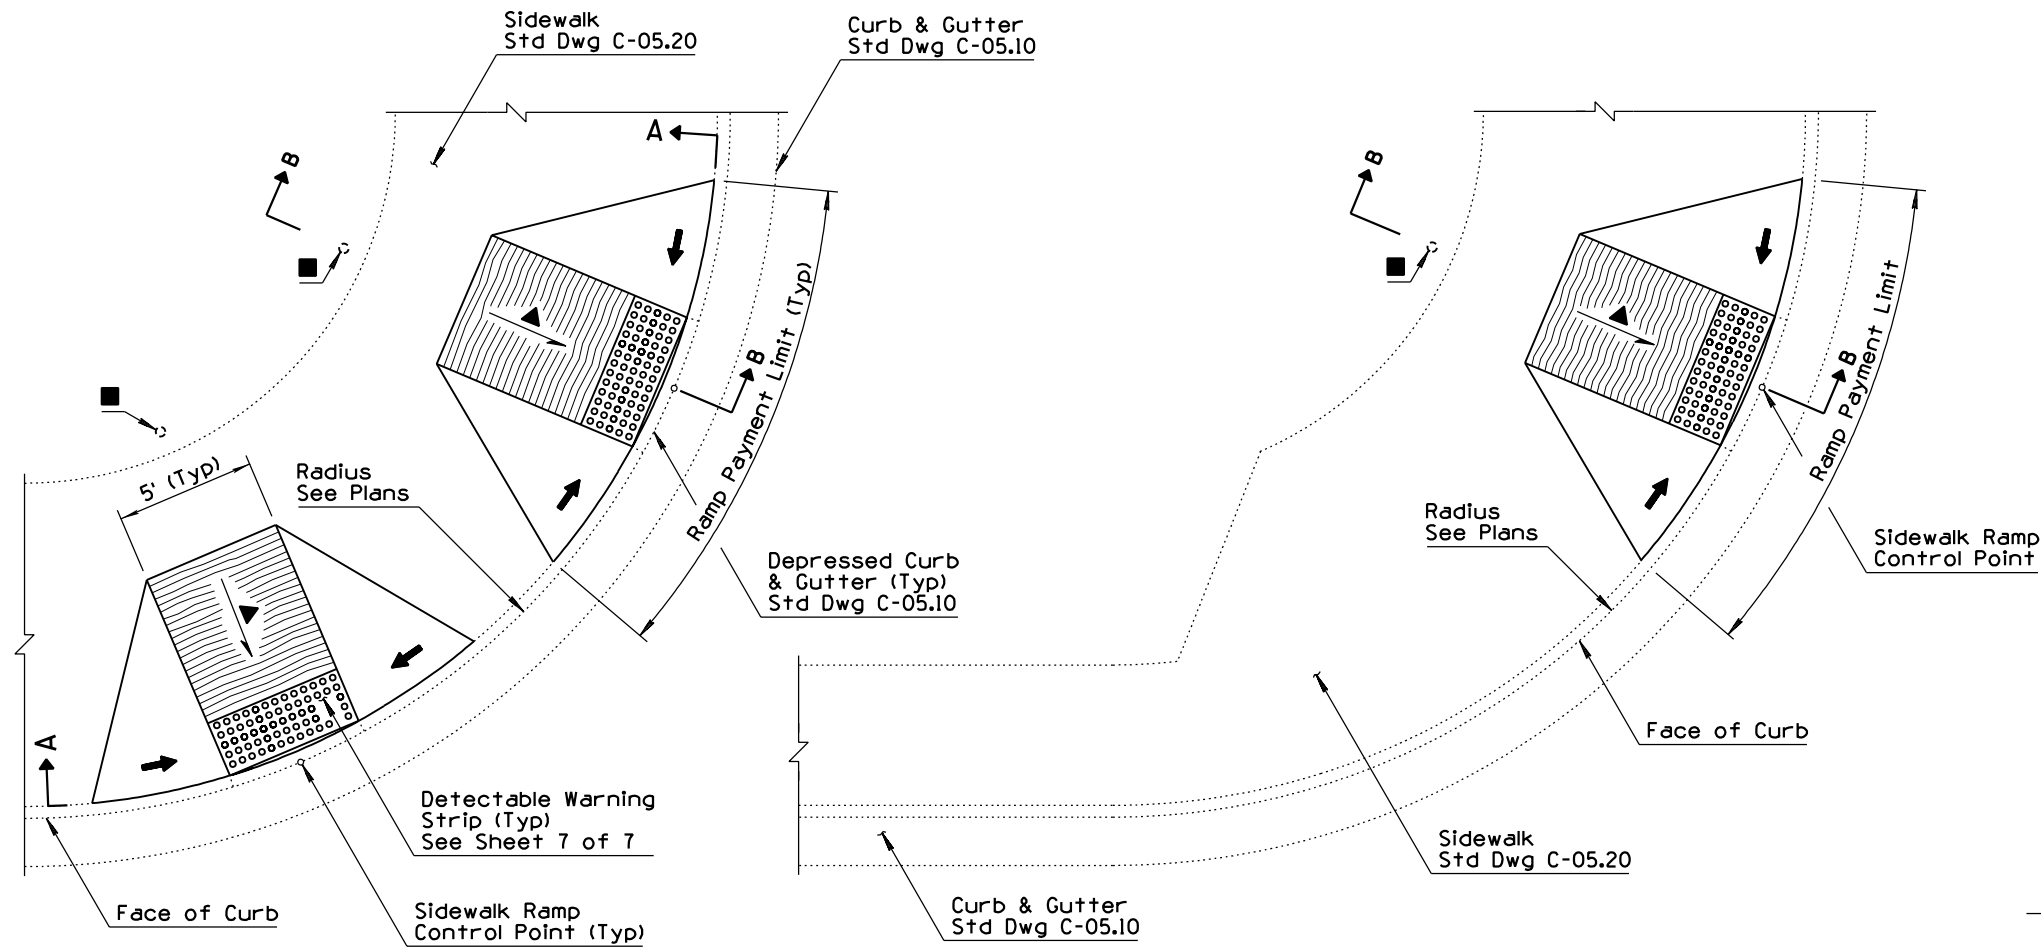 Sidewalk
Std Dwg C-05.20
Curb & Gutter
Std Dwg C-05.10
A
B
B
B
Ramp Payment Limit (Typ)
5' (Typ)
Radius
See Plans
Depressed Curb
& Gutter (Typ)
Std Dwg C-05.10
A
Detectable Warning
Strip (Typ)
See Sheet 7 of 7
Face of Curb
Sidewalk Ramp
Control Point (Typ)
B
Ramp Payment Limit
Radius
See Plans
Sidewalk Ramp
Control Point
Face of Curb
Sidewalk
Std Dwg C-05.20
Curb & Gutter
Std Dwg C-05.10